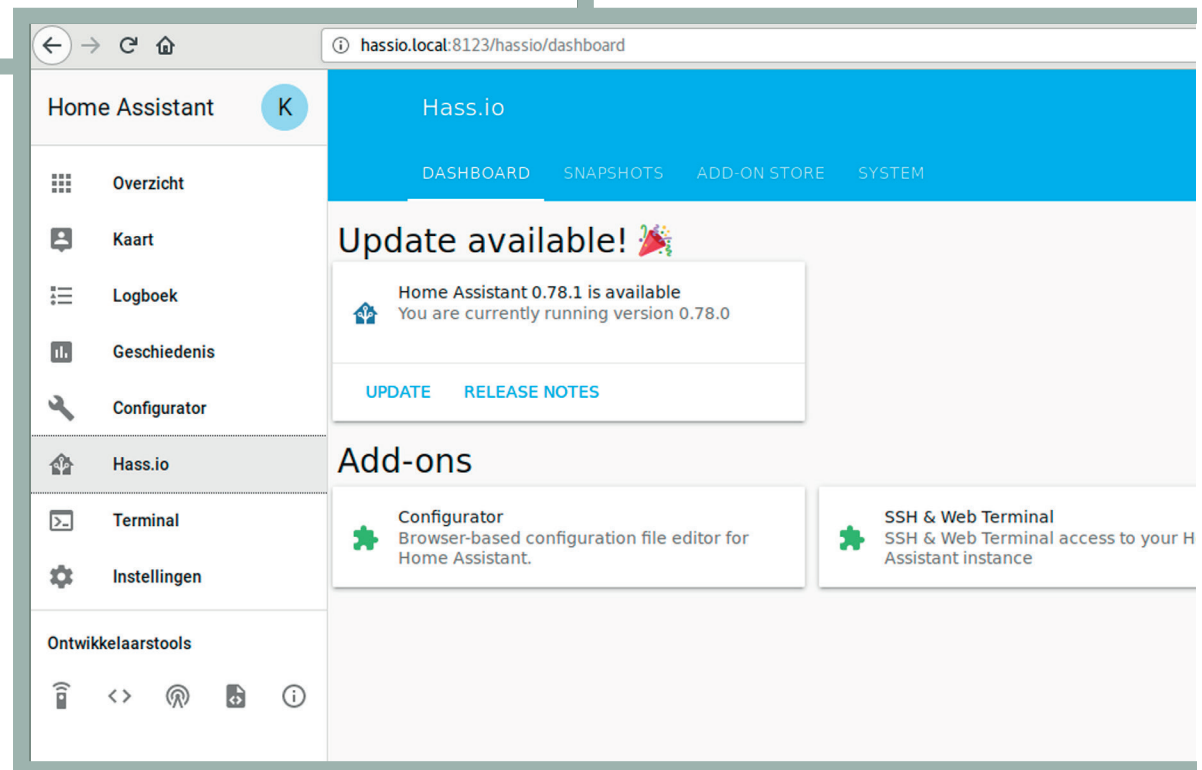 hassio.local:8123/hassio/dashboard
Home Assistant
K
Overzicht
Kaart
Logboek
Geschiedenis
Configurator
Hass.io
Terminal
Instellingen
Ontwikkelaarstools
Hass.io
DASHBOARD SNAPSHOTS ADD-ON STORE SYSTEM
Update available! 🎉
Home Assistant 0.78.1 is available
You are currently running version 0.78.0
UPDATE RELEASE NOTES
Add-ons
Configurator
Browser-based configuration file editor for
Home Assistant.
SSH & Web Terminal
SSH & Web Terminal access to your H
Assistant instance